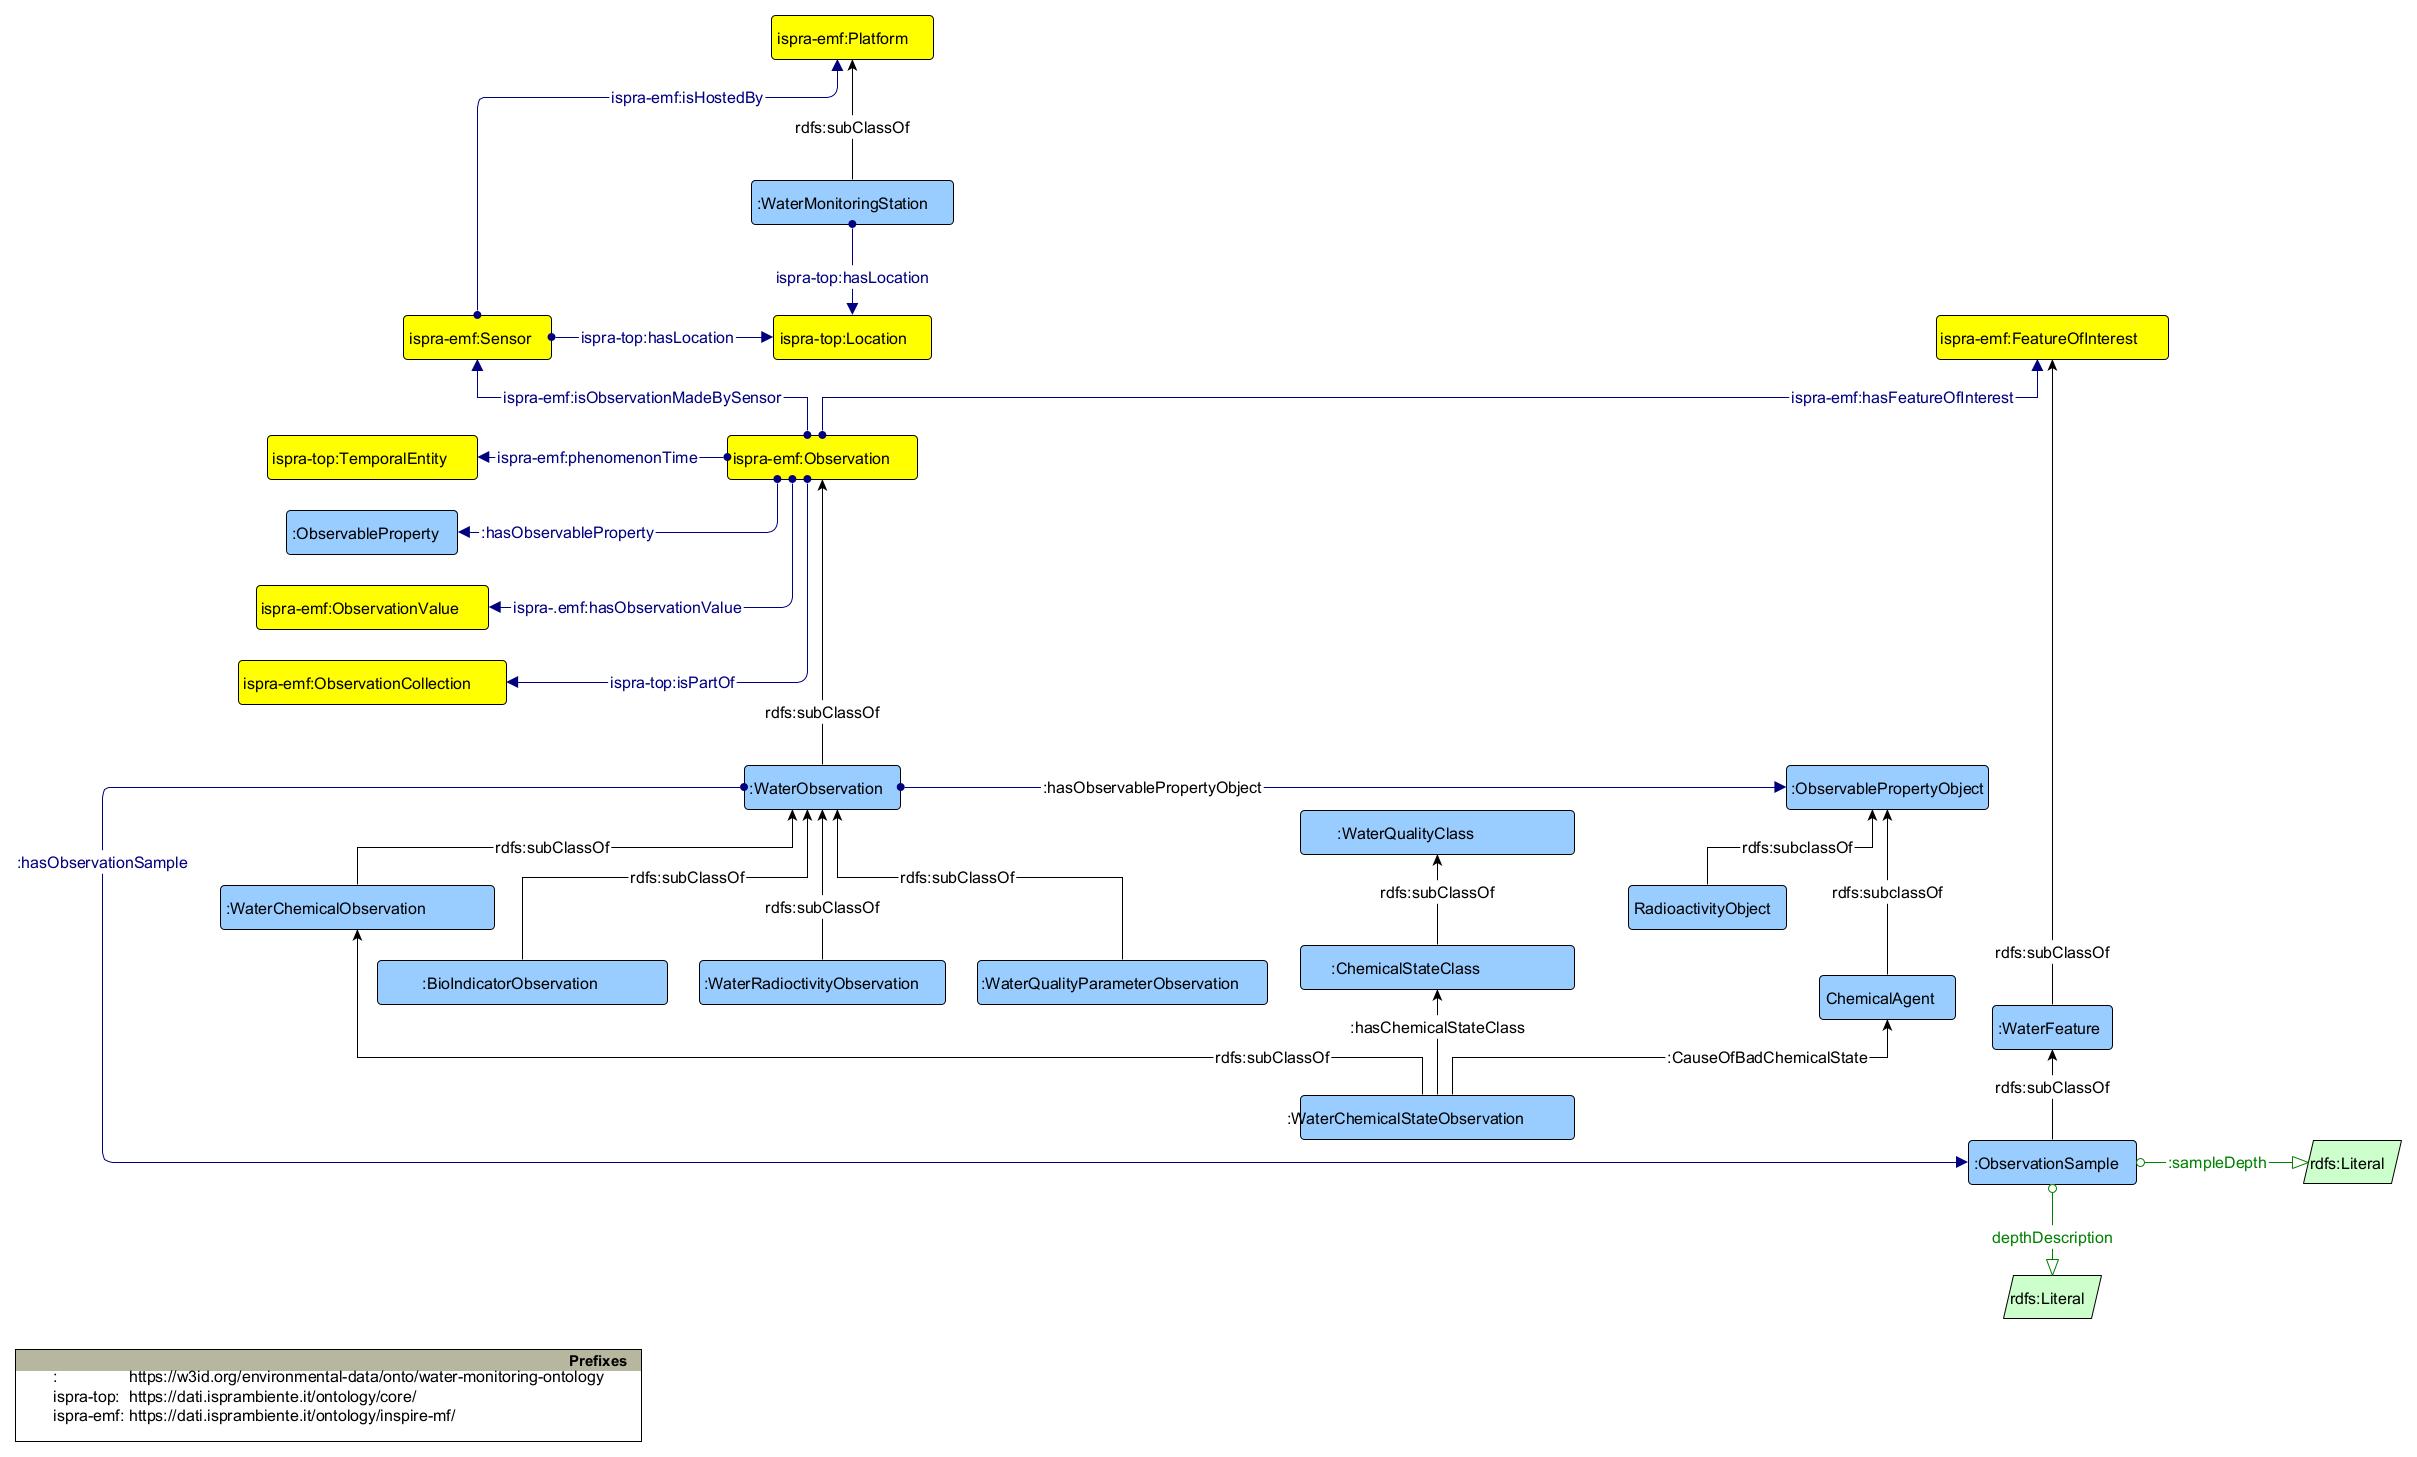 ispra-emf:Platform
ispra-emf:isHostedBy
rdfs:subClassOf
:WaterMonitoringStation
ispra-top:hasLocation
ispra-emf:Sensor
ispra-top:hasLocation
ispra-top:Location
ispra-emf:FeatureOfInterest
ispra-emf:isObservationMadeBySensor
ispra-emf:hasFeatureOfInterest
ispra-top:TemporalEntity
ispra-emf:phenomenonTime
ispra-emf:Observation
:ObservableProperty
:hasObservableProperty
ispra-emf:ObservationValue
ispra-.emf:hasObservationValue
ispra-emf:ObservationCollection
ispra-top:isPartOf
rdfs:subClassOf
:WaterObservation
:hasObservablePropertyObject
:ObservablePropertyObject
:WaterQualityClass
:hasObservationSample
rdfs:subClassOf
rdfs:subclassOf
rdfs:subClassOf
rdfs:subClassOf
rdfs:subClassOf
rdfs:subclassOf
:WaterChemicalObservation
rdfs:subClassOf
RadioactivityObject
rdfs:subClassOf
:ChemicalStateClass
:BioIndicatorObservation
:WaterRadioctivityObservation
:WaterQualityParameterObservation
ChemicalAgent
:hasChemicalStateClass
:WaterFeature
rdfs:subClassOf
:CauseOfBadChemicalState
rdfs:subClassOf
:WaterChemicalStateObservation
:ObservationSample
:sampleDepth
rdfs:Literal
depthDescription
rdfs:Literal
Prefixes
: https://w3id.org/environmental-data/onto/water-monitoring-ontology
ispra-top: https://dati.isprambiente.it/ontology/core/
ispra-emf: https://dati.isprambiente.it/ontology/inspire-mf/